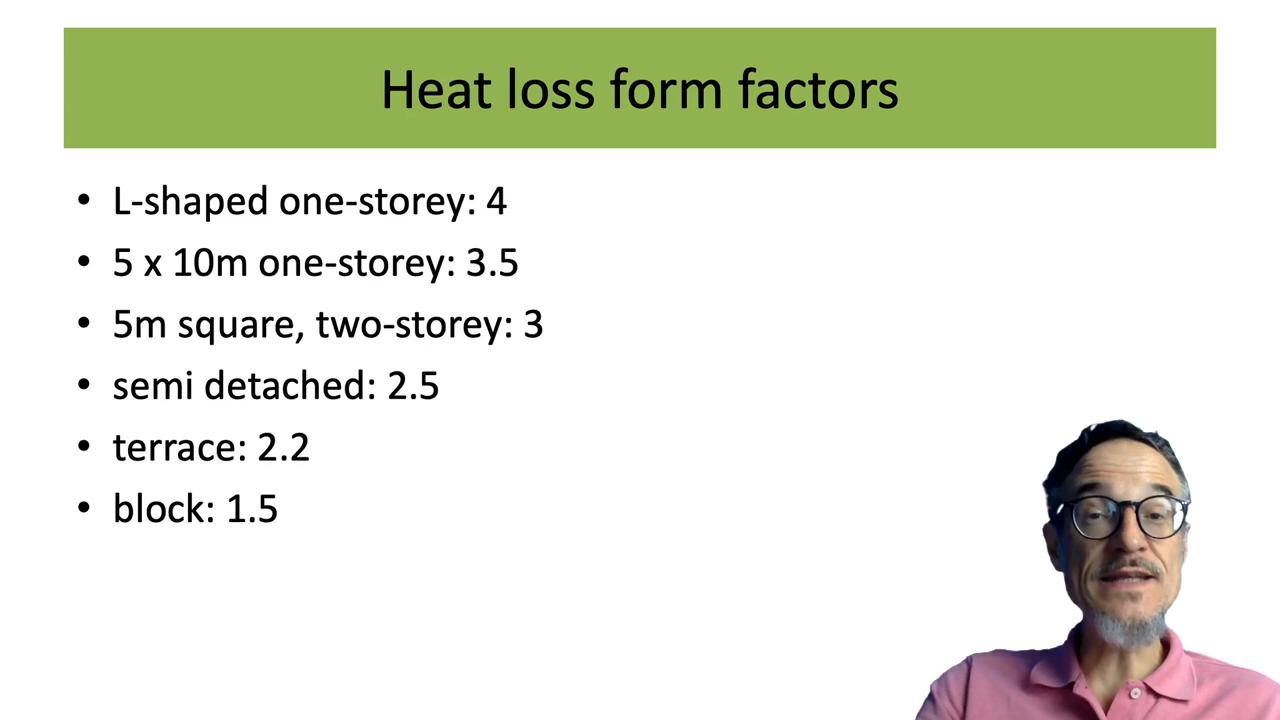 Heat loss form factors
• L-shaped one-storey: 4
• 5 x 10m one-storey: 3.5
• 5m square, two-storey: 3
• semi detached: 2.5
• terrace: 2.2
• block: 1.5